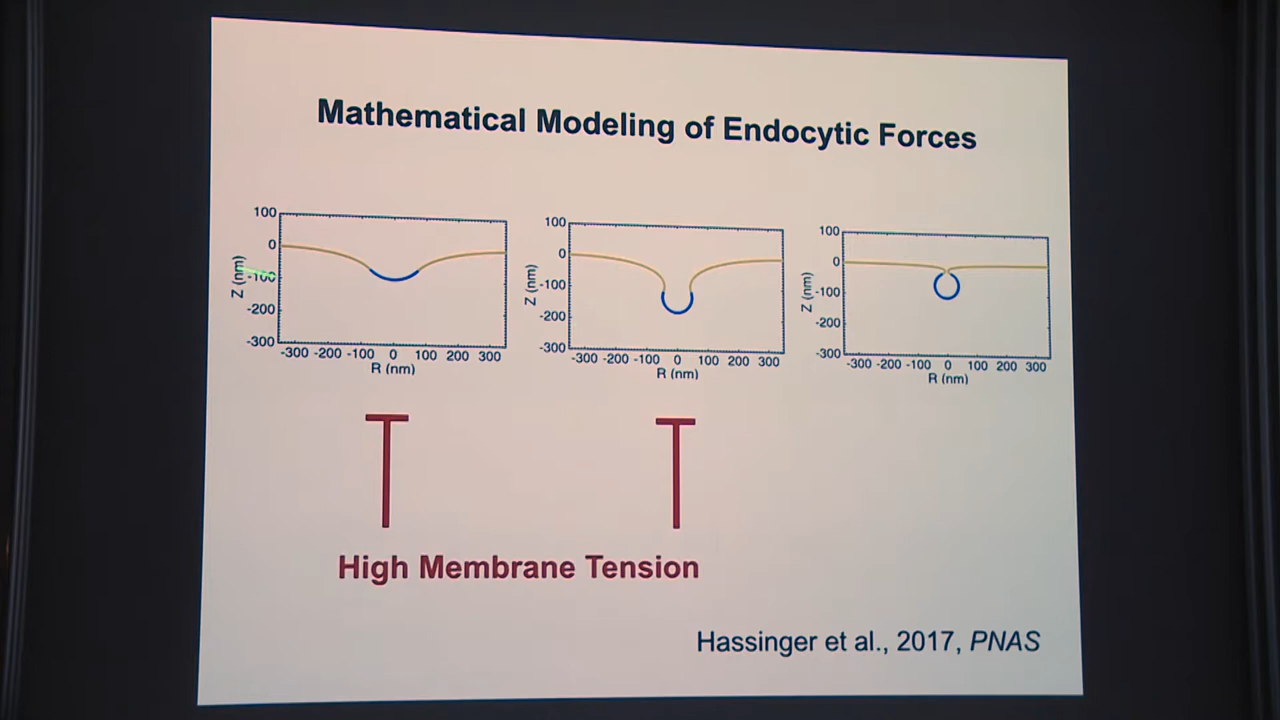 Mathematical Modeling of Endocytic Forces
100
0
-100
-200
-300
Z (nm)
-300 -200 -100 0 100 200 300
R (nm)
100
0
-100
-200
-300
Z (nm)
-300 -200 -100 0 100 200 300
R (nm)
100
0
-100
-200
-300
Z (nm)
-300 -200 -100 0 100 200 300
R (nm)
High Membrane Tension
Hassinger et al., 2017, PNAS